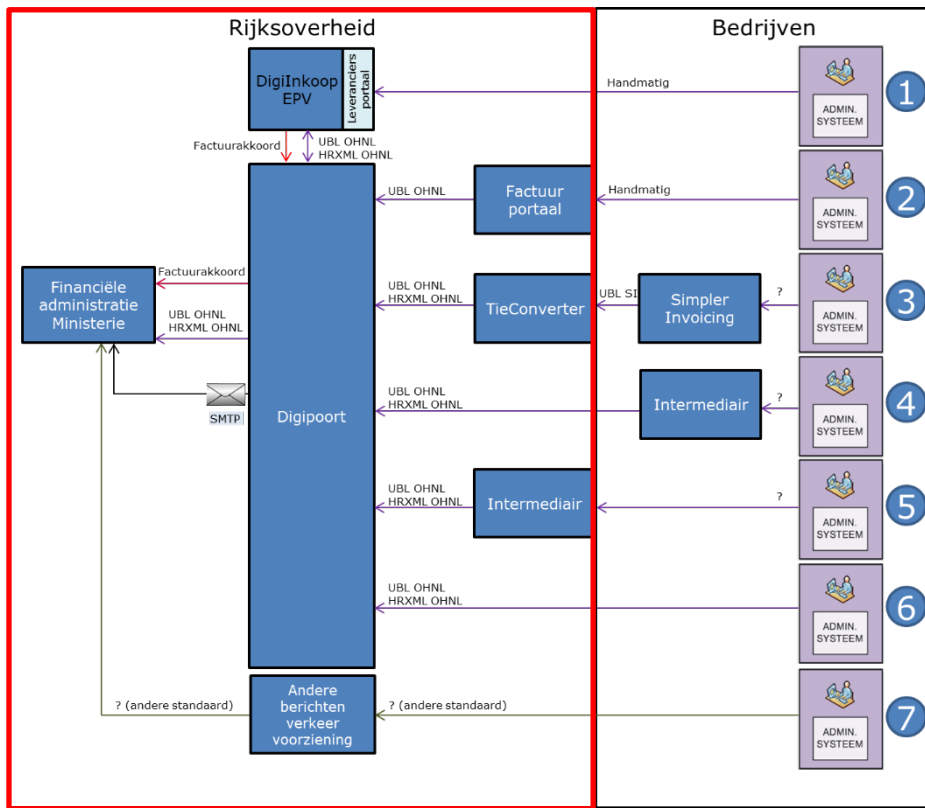 Rijksoverheid
Bedrijven
DigiInkoop
EPV
Leveranciers
portaal
Handmatig
ADMIN.
SYSTEEM
1
Factuurakkoord
UBL OHNL
HRXML OHNL
UBL OHNL
Factuur
portaal
Handmatig
ADMIN.
SYSTEEM
2
Financiële
administratie
Ministerie
Factuurakkoord
UBL OHNL
HRXML OHNL
UBL OHNL
HRXML OHNL
TieConverter
UBL SI
Simpler
Invoicing
?
ADMIN.
SYSTEEM
3
SMTP
Digipoort
UBL OHNL
HRXML OHNL
Intermediair
?
ADMIN.
SYSTEEM
4
UBL OHNL
HRXML OHNL
Intermediair
?
ADMIN.
SYSTEEM
5
UBL OHNL
HRXML OHNL
ADMIN.
SYSTEEM
6
? (andere standaard)
Andere
berichten
verkeer
voorziening
? (andere standaard)
ADMIN.
SYSTEEM
7